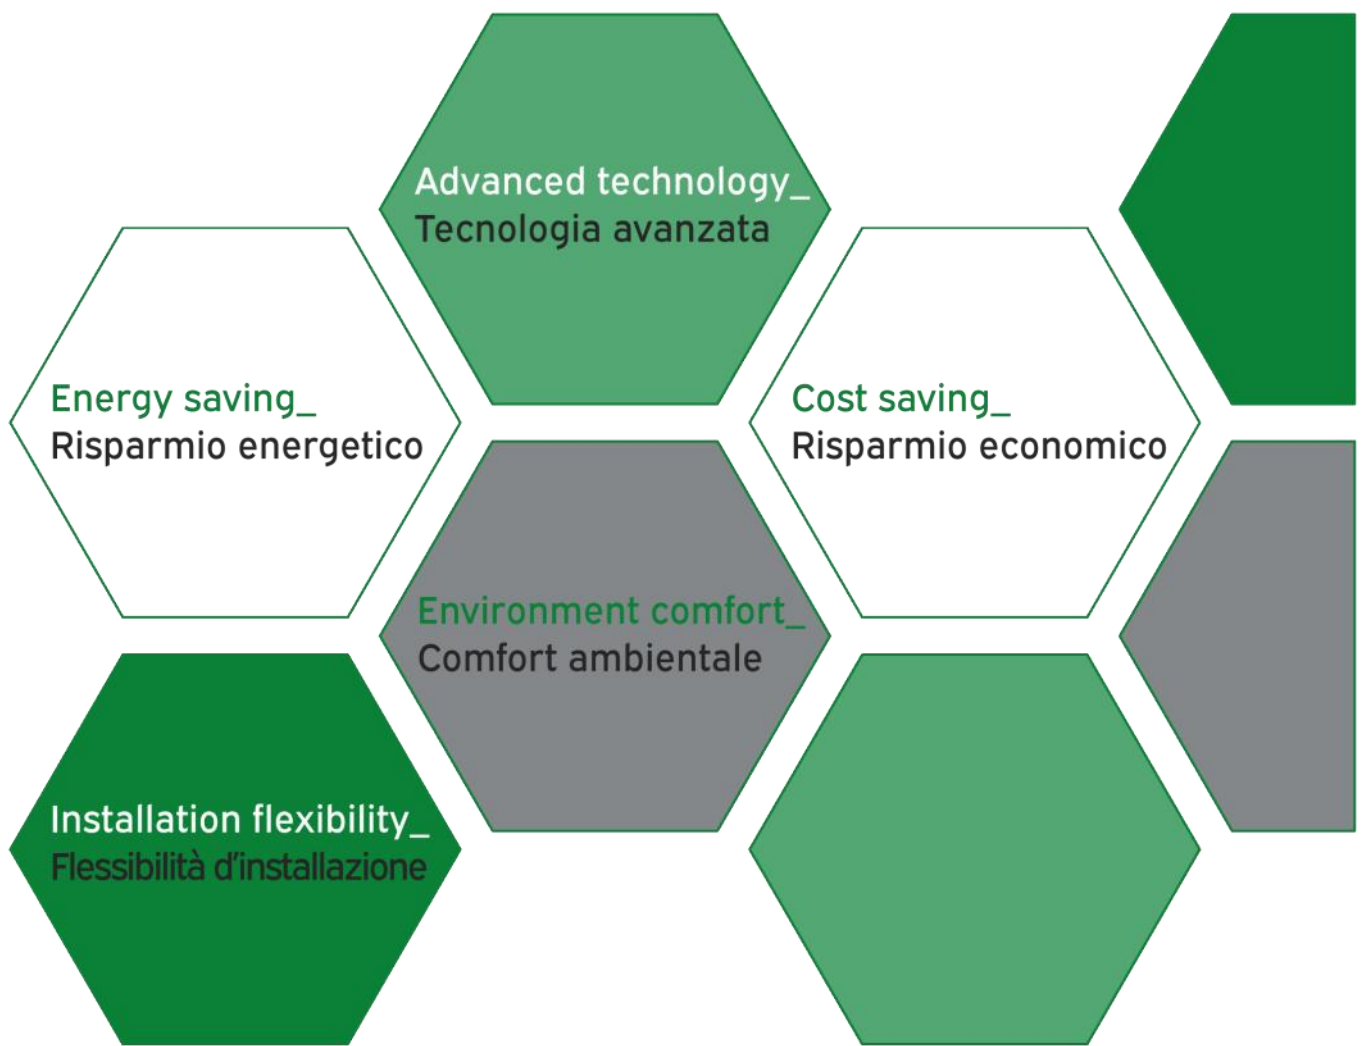 Advanced technology_
Tecnologia avanzata
Energy saving_
Risparmio energetico
Cost saving_
Risparmio economico
Environment comfort_
Comfort ambientale
Installation flexibility_
Flessibilità d'installazione